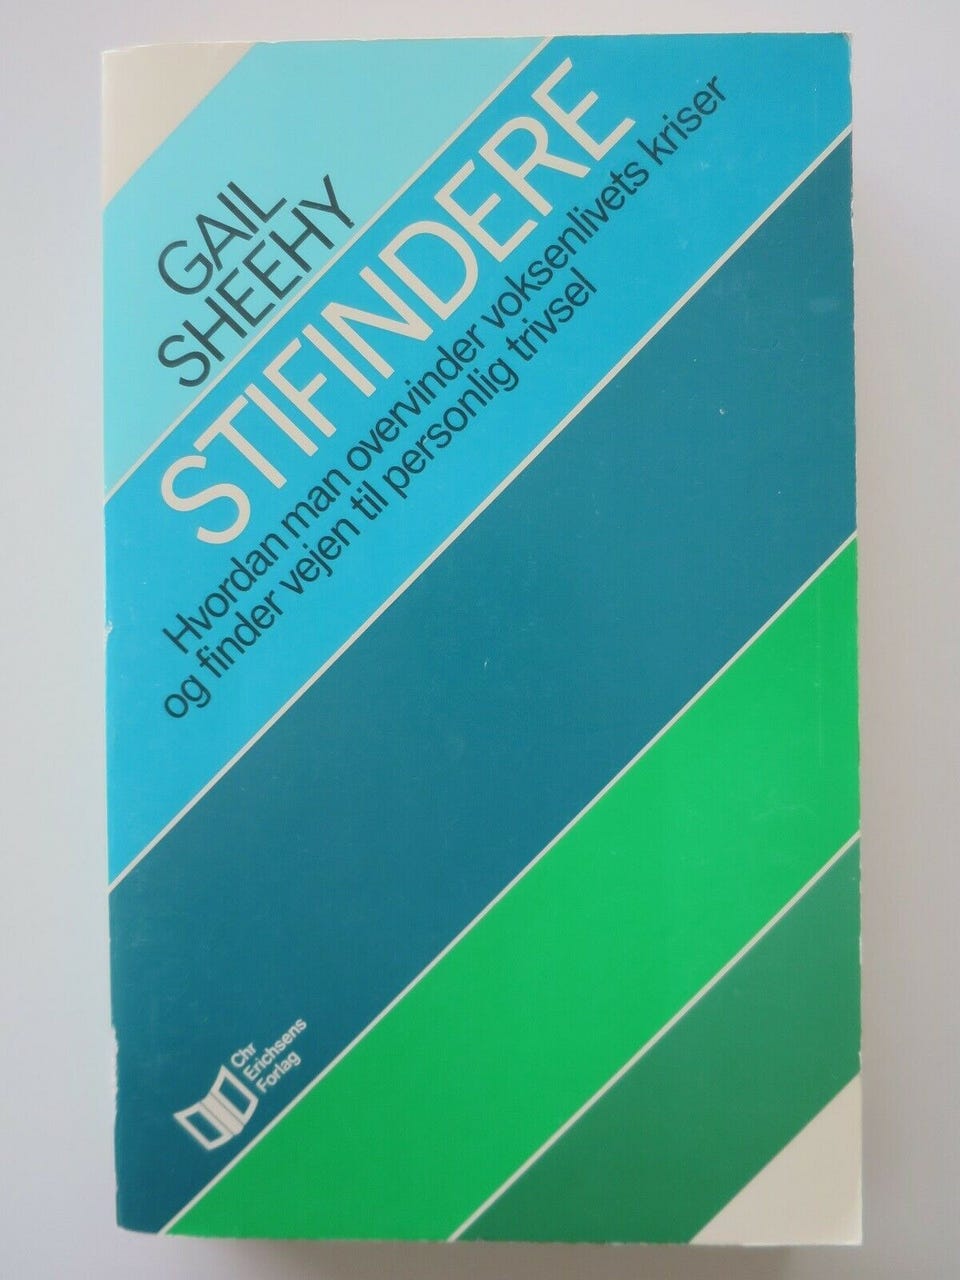 GAIL
SHEEHY
STIFINDERE
Hvordan man overvinder voksenlivets kriser
og finder vejen til personlig trivsel
Chr
Erichsens
Forlag